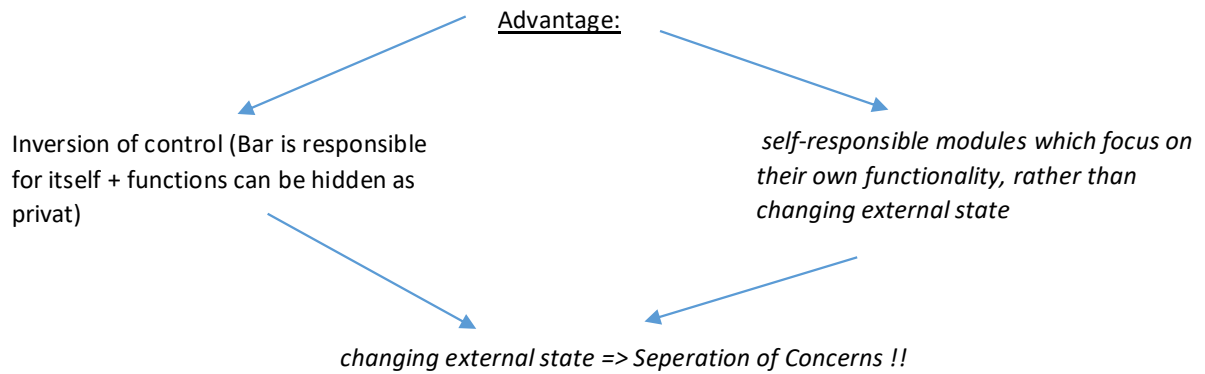 Advantage:
Inversion of control (Bar is responsible
for itself + functions can be hidden as
privat)
self-responsible modules which focus on
their own functionality, rather than
changing external state
changing external state => Seperation of Concerns !!